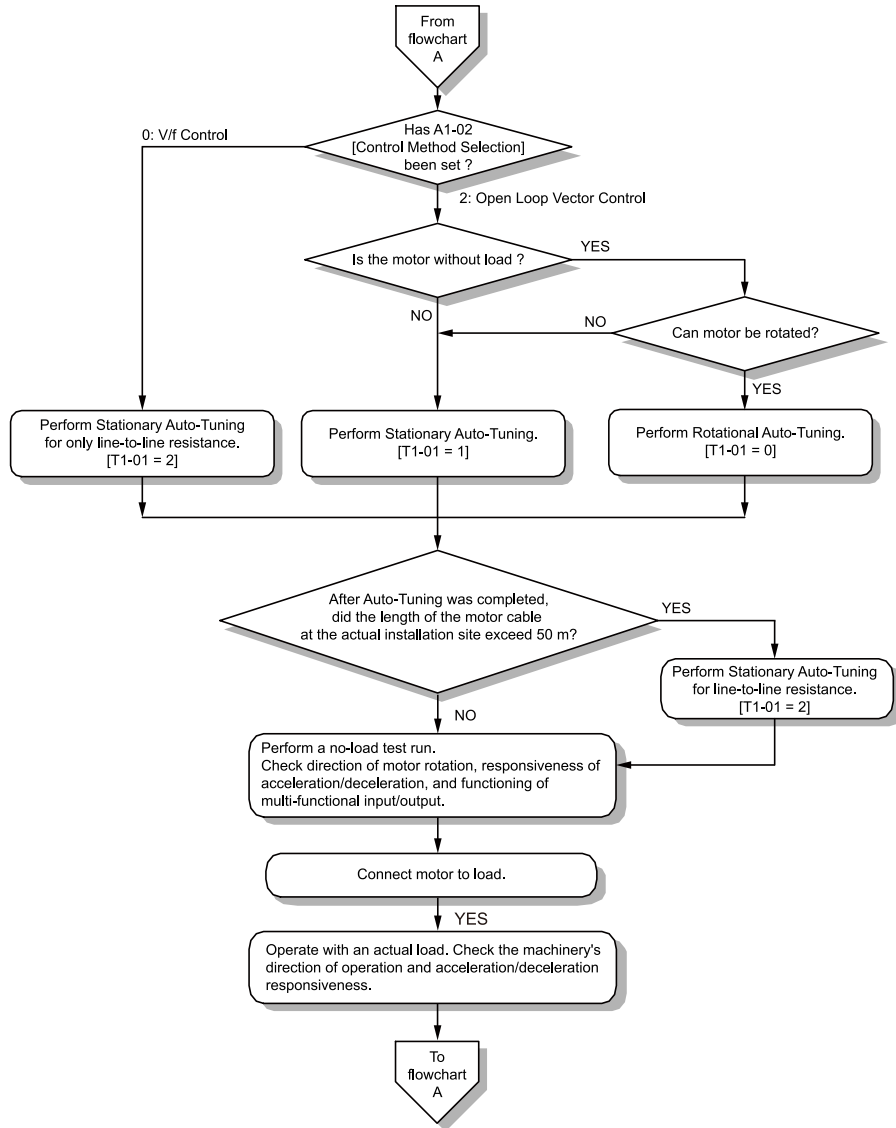 From
flowchart
A
0: V/f Control
Has A1-02
[Control Method Selection]
been set ?
2: Open Loop Vector Control
Is the motor without load ?
YES
NO
NO
Can motor be rotated?
YES
Perform Stationary Auto-Tuning
for only line-to-line resistance.
[T1-01 = 2]
Perform Stationary Auto-Tuning.
[T1-01 = 1]
Perform Rotational Auto-Tuning.
[T1-01 = 0]
After Auto-Tuning was completed,
did the length of the motor cable
at the actual installation site exceed 50 m?
YES
Perform Stationary Auto-Tuning
for line-to-line resistance.
[T1-01 = 2]
NO
Perform a no-load test run.
Check direction of motor rotation, responsiveness of
acceleration/deceleration, and functioning of
multi-functional input/output.
Connect motor to load.
YES
Operate with an actual load. Check the machinery's
direction of operation and acceleration/deceleration
responsiveness.
To
flowchart
A